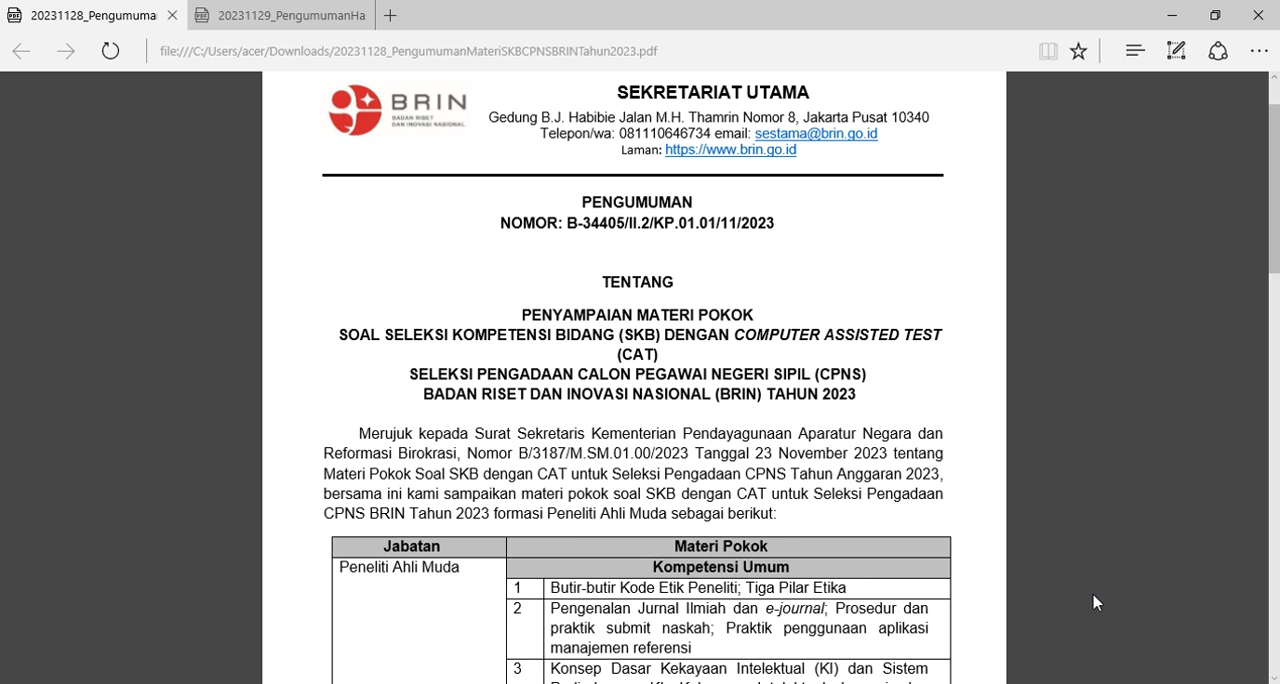 20231128_Pengumuma
20231129_PengumumanHa
file:///C:/Users/acer/Downloads/20231128_PengumumanMateriSKBCPNSBRINTahun2023.pdf
BRIN
BADAN RISET
DAN INOVASI NASIONAL
SEKRETARIAT UTAMA
Gedung B.J. Habibie Jalan M.H. Thamrin Nomor 8, Jakarta Pusat 10340
Telepon/wa: 081110646734 email: sestama@brin.go.id
Laman: https://www.brin.go.id
PENGUMUMAN
NOMOR: B-34405/II.2/KP.01.01/11/2023
TENTANG
PENYAMPAIAN MATERI POKOK
SOAL SELEKSI KOMPETENSI BIDANG (SKB) DENGAN COMPUTER ASSISTED TEST
(CAT)
SELEKSI PENGADAAN CALON PEGAWAI NEGERI SIPIL (CPNS)
BADAN RISET DAN INOVASI NASIONAL (BRIN) TAHUN 2023
Merujuk kepada Surat Sekretaris Kementerian Pendayagunaan Aparatur Negara dan
Reformasi Birokrasi, Nomor B/3187/M.SM.01.00/2023 Tanggal 23 November 2023 tentang
Materi Pokok Soal SKB dengan CAT untuk Seleksi Pengadaan CPNS Tahun Anggaran 2023,
bersama ini kami sampaikan materi pokok soal SKB dengan CAT untuk Seleksi Pengadaan
CPNS BRIN Tahun 2023 formasi Peneliti Ahli Muda sebagai berikut:
Jabatan Materi Pokok
Peneliti Ahli Muda Kompetensi Umum
1 Butir-butir Kode Etik Peneliti; Tiga Pilar Etika
2 Pengenalan Jurnal Ilmiah dan e-journal; Prosedur dan
praktik submit naskah; Praktik penggunaan aplikasi
manajemen referensi
3 Konsep Dasar Kekayaan Intelektual (KI) dan Sistem